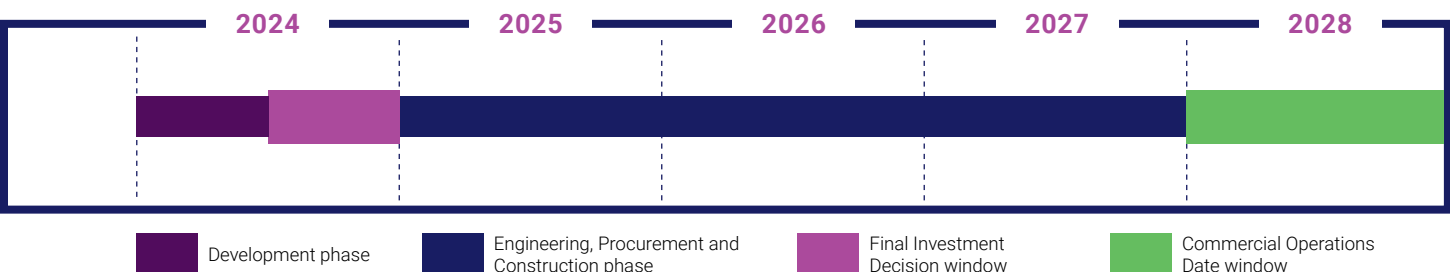 2024 2025 2026 2027 2028
Development phase
Engineering, Procurement and
Construction phase
Final Investment
Decision window
Commercial Operations
Date window